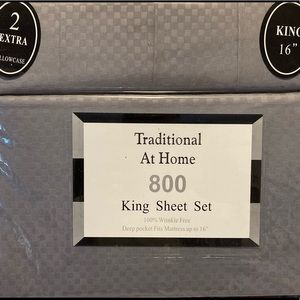 2
EXTRA
PILLOWCASE
KING
16"
Traditional
At Home
800
King Sheet Set
100% Wrinkle Free
Deep pocket Fits Mattress up to 16"